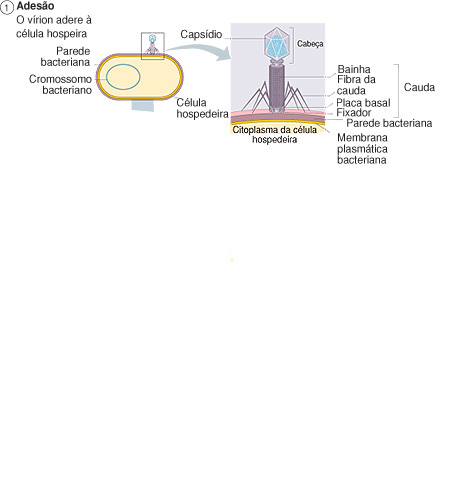 1 Adesão
O vírion adere à
célula hospeira
Parede
bacteriana
Cromossomo
bacteriano
Célula
hospedeira
Capsídio
Cabeça
Bainha
Fibra da
cauda
Placa basal
Fixador
Cauda
Parede bacteriana
Citoplasma da célula
hospedeira
Membrana
plasmática
bacteriana